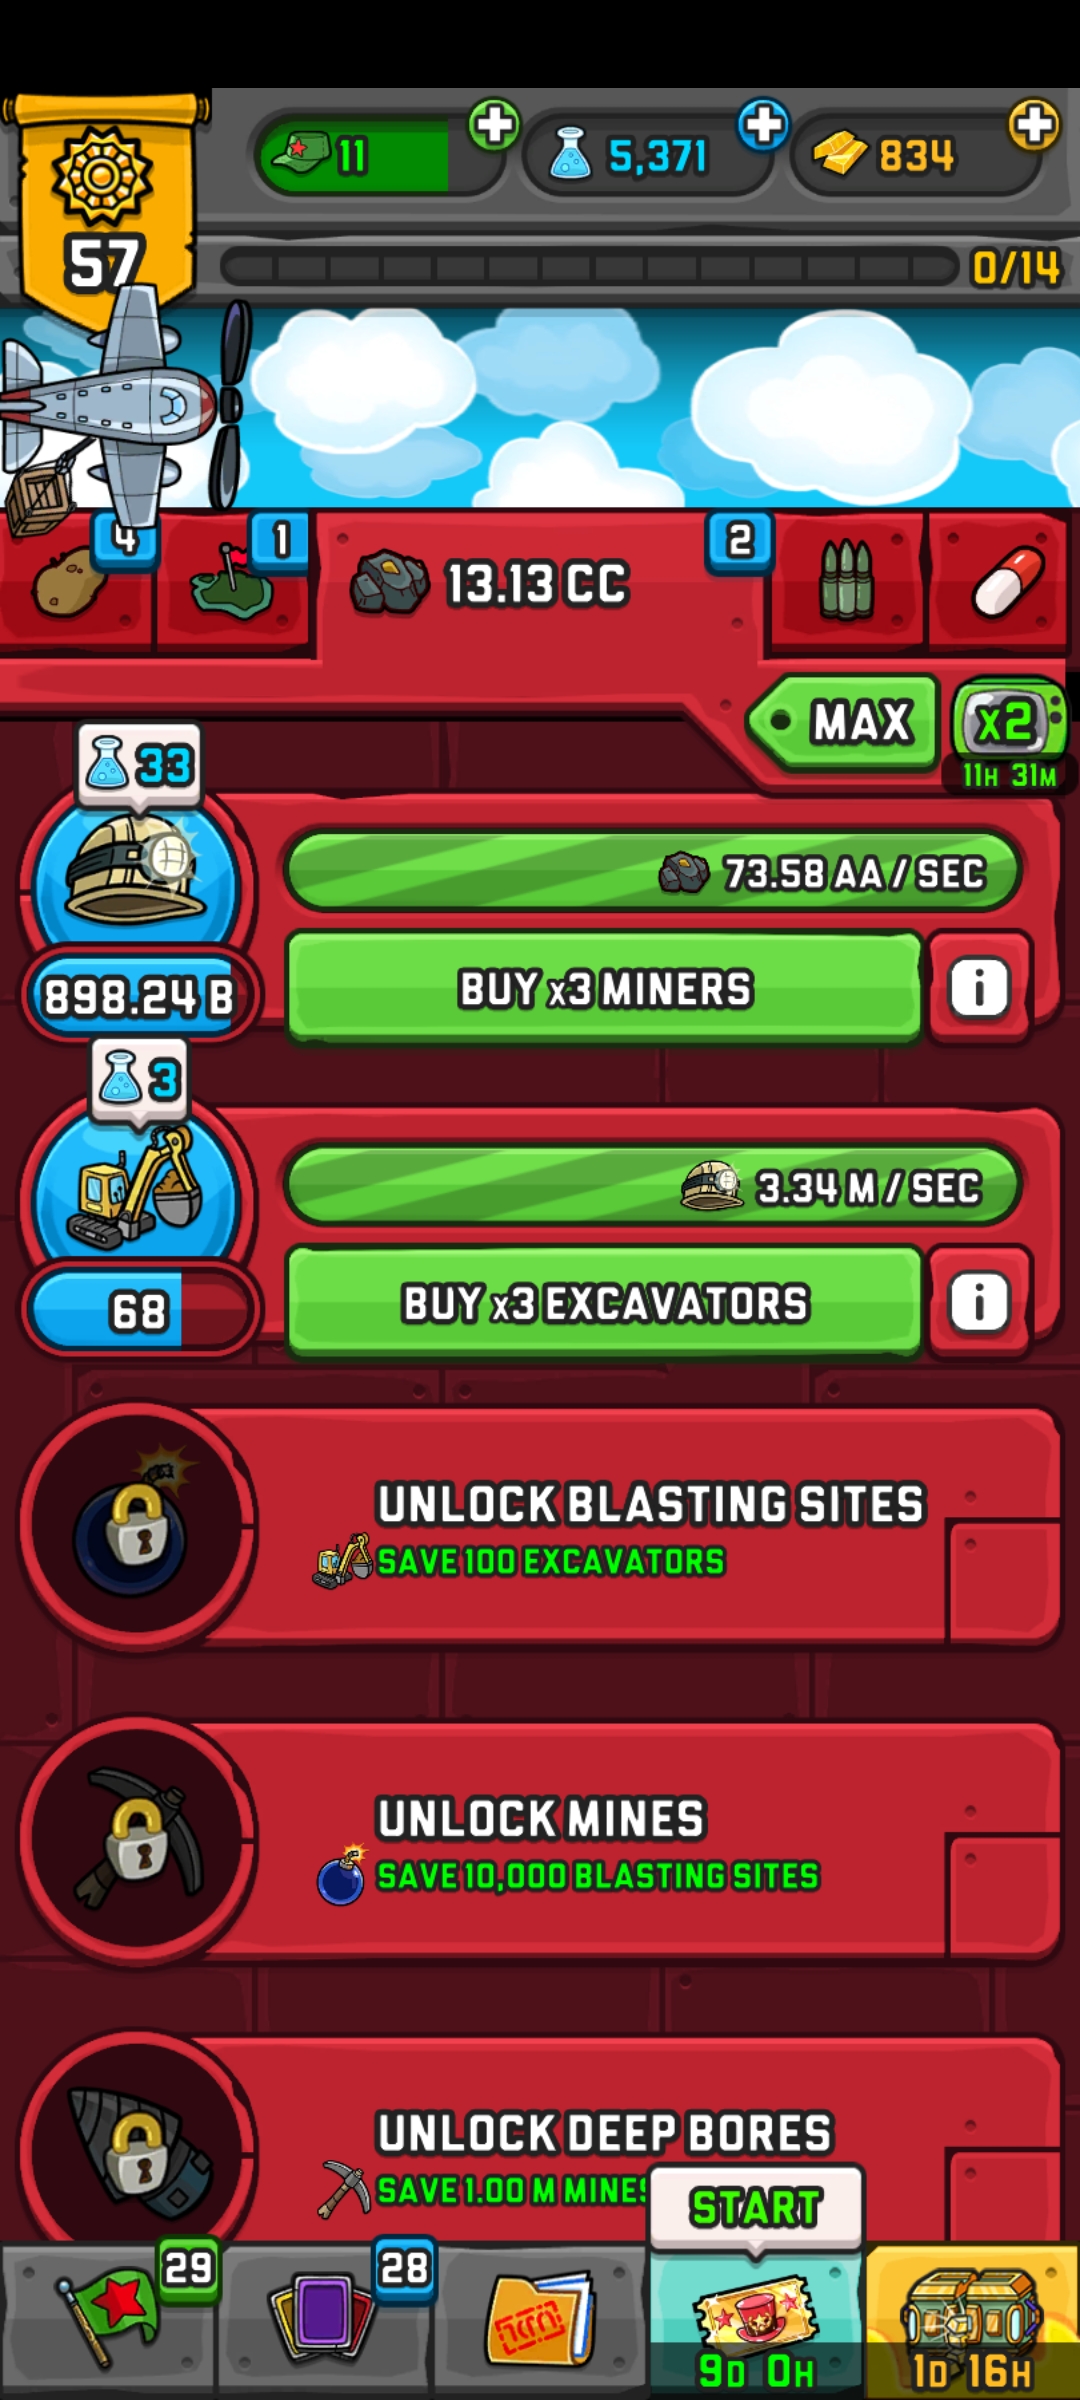 11
5,371
834
57
0/14
4
1
13.13 CC
2
MAX
X2
11H 31M
33
73.58 AA / SEC
898.24 B
BUY x3 MINERS
i
3
3.34 M / SEC
68
BUY x3 EXCAVATORS
i
UNLOCK BLASTING SITES
SAVE 100 EXCAVATORS
UNLOCK MINES
SAVE 10,000 BLASTING SITES
UNLOCK DEEP BORES
SAVE 1.00 M MINES
START
29
28
9D 0H
1D 16H